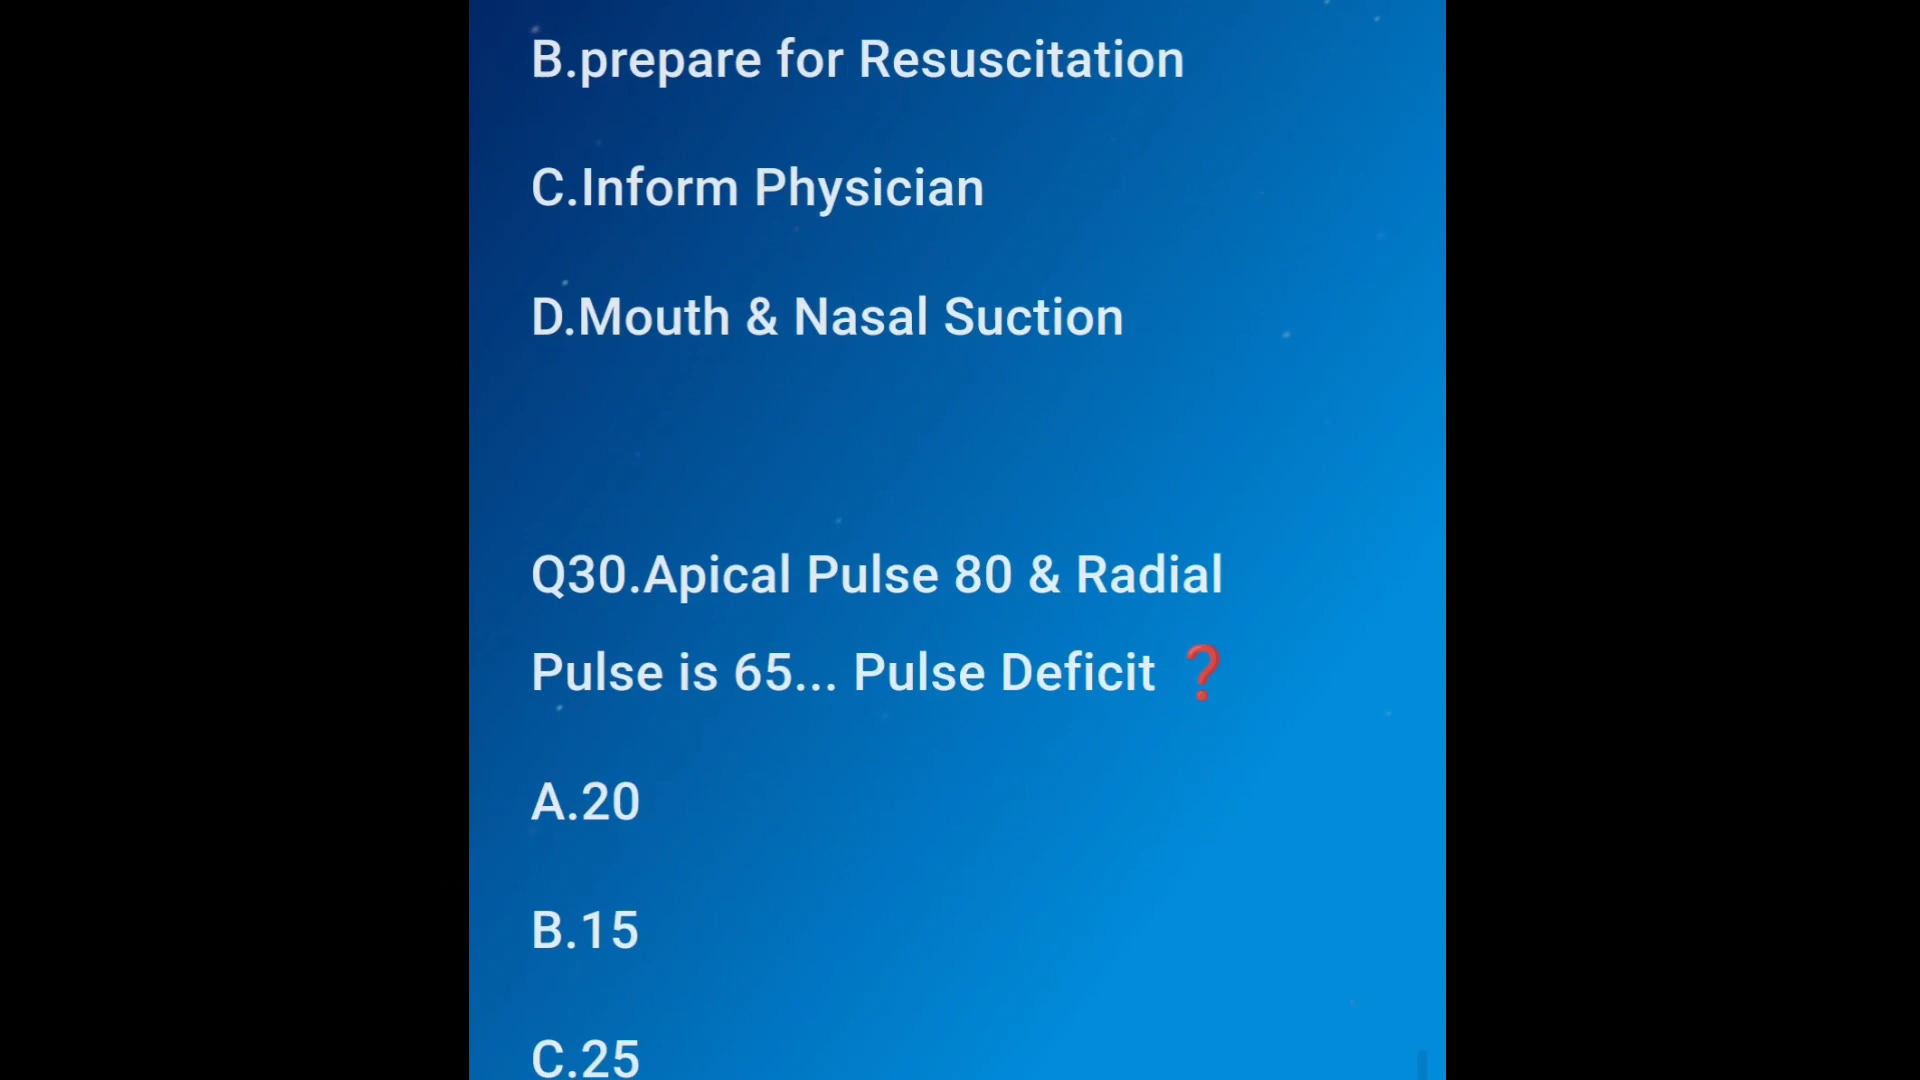 B.prepare for Resuscitation
C.Inform Physician
D.Mouth & Nasal Suction
Q30.Apical Pulse 80 & Radial
Pulse is 65... Pulse Deficit ❓
A.20
B.15
C.25